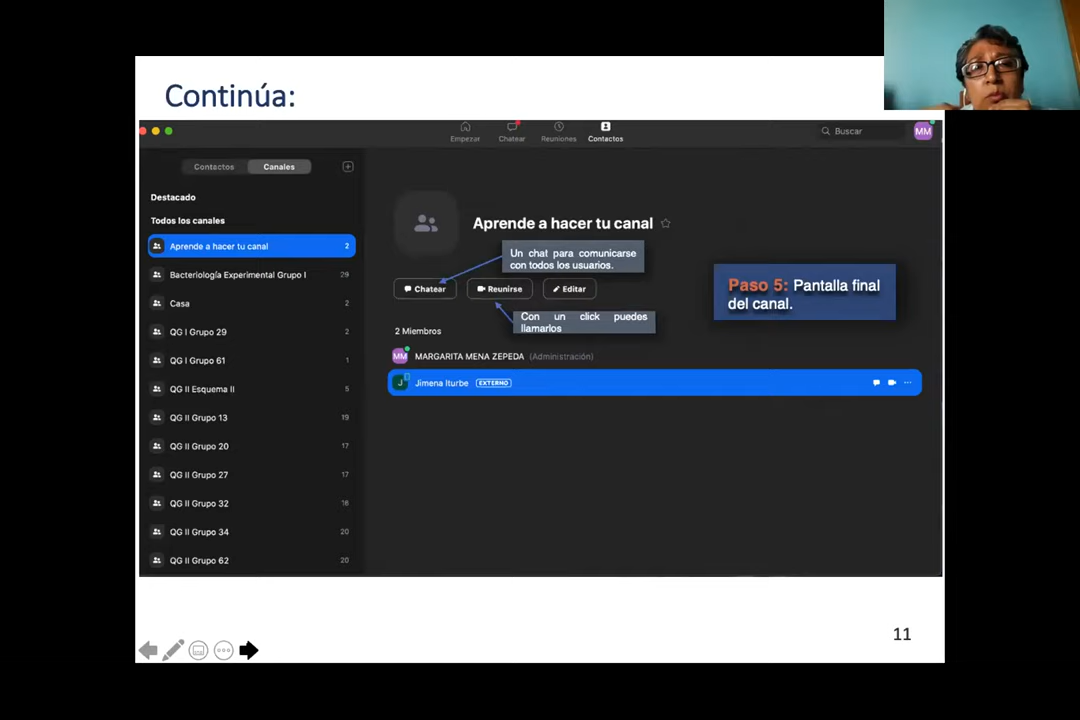 Continúa:
Empezar
Chatear
Reuniones
Contactos
Buscar
MM
Contactos
Canales
Destacado
Todos los canales
Aprende a hacer tu canal 2
Bacteriología Experimental Grupo I 29
Casa 2
QG I Grupo 29 2
QG I Grupo 61 1
QG II Esquema II 5
QG II Grupo 13 19
QG II Grupo 20 17
QG II Grupo 27 17
QG II Grupo 32 16
QG II Grupo 34 20
QG II Grupo 62 20
Aprende a hacer tu canal
Un chat para comunicarse
con todos los usuarios.
Chatear
Reunirse
Editar
Con un click puedes
llamarlos
2 Miembros
MM MARGARITA MENA ZEPEDA (Administración)
J Jimena Iturbe EXTERNO
Paso 5: Pantalla final
del canal.
11